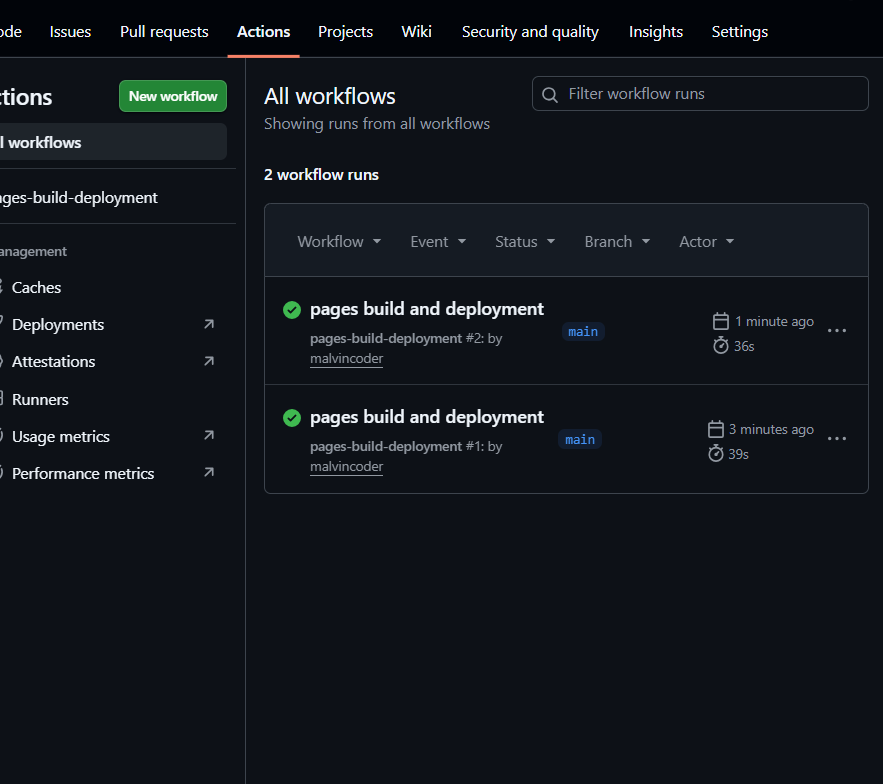 ode Issues Pull requests Actions Projects Wiki Security and quality Insights Settings
ctions
New workflow
ll workflows
ages-build-deployment
anagement
Caches
Deployments
Attestations
Runners
Usage metrics
Performance metrics
All workflows
Filter workflow runs
Showing runs from all workflows
2 workflow runs
Workflow Event Status Branch Actor
pages build and deployment
pages-build-deployment #2: by
malvincoder
main
1 minute ago
36s
pages build and deployment
pages-build-deployment #1: by
malvincoder
main
3 minutes ago
39s